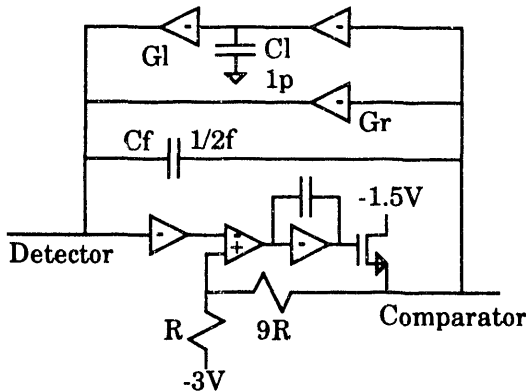 Gl
Cl
1p
Gr
Cf 1/2f
-1.5V
Detector
R
9R
Comparator
-3V